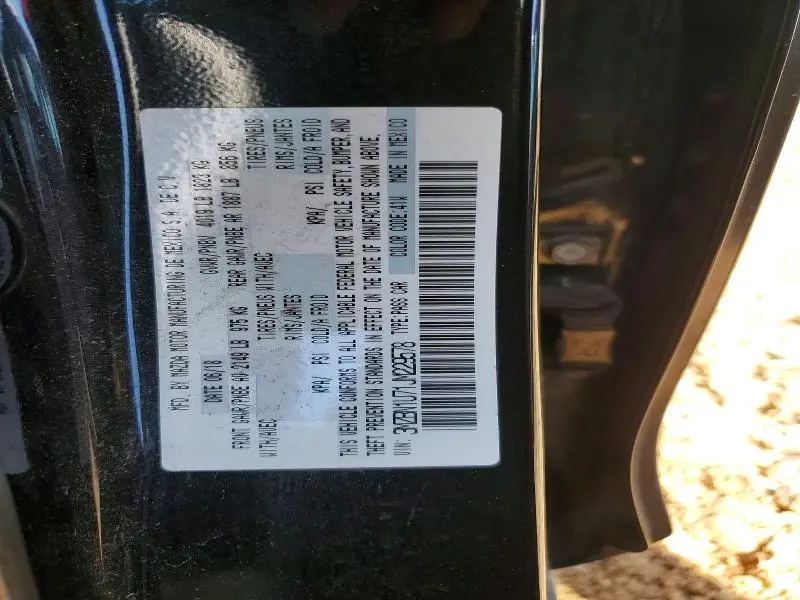 MFD. BY MAZDA MOTOR MANUFACTURING DE MEXICO S.A. DE C.V.
DATE 06/18 GVWR/PNBV 4019 LB 1823 KG
FRONT GAWR/PNBE AV 2149 LB 975 KG REAR GAWR/PNBE AR 1887 LB 856 KG
WITH/AVEC TIRES/PNEUS WITH/AVEC TIRES/PNEUS
RIMS/JANTES RIMS/JANTES
KPA/ PSI COLD/A FROID KPA/ PSI COLD/A FROID
THIS VEHICLE CONFORMS TO ALL APPLICABLE FEDERAL MOTOR VEHICLE SAFETY, BUMPER, AND
THEFT PREVENTION STANDARDS IN EFFECT ON THE DATE OF MANUFACTURE SHOWN ABOVE.
VIN: 3MZBN1U71JM229578 TYPE:PASS CAR COLOR CODE:41W MADE IN MEXICO